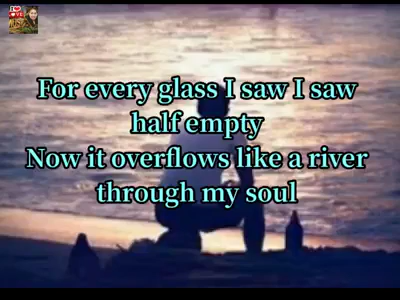 For every glass I saw I saw
half empty
Now it overflows like a river
through my soul